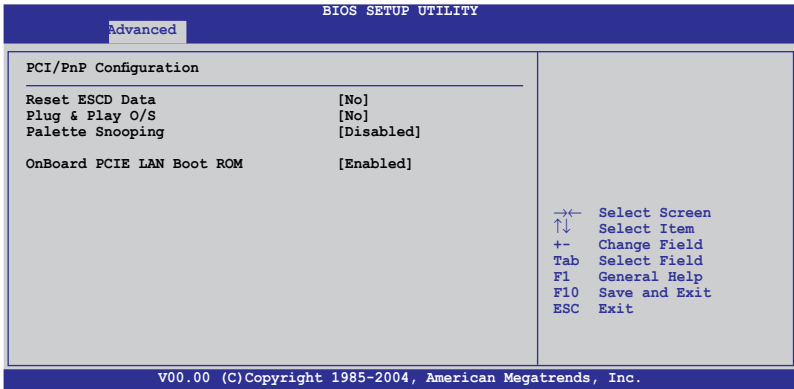 BIOS SETUP UTILITY
Advanced
PCI/PnP Configuration
Reset ESCD Data [No]
Plug & Play O/S [No]
Palette Snooping [Disabled]
OnBoard PCIE LAN Boot ROM [Enabled]
→← Select Screen
↑↓ Select Item
+- Change Field
Tab Select Field
F1 General Help
F10 Save and Exit
ESC Exit
V00.00 (C)Copyright 1985-2004, American Megatrends, Inc.